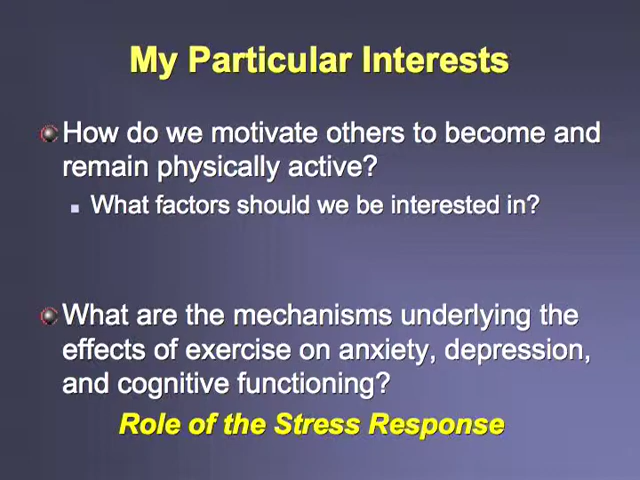 My Particular Interests
How do we motivate others to become and
remain physically active?
What factors should we be interested in?
What are the mechanisms underlying the
effects of exercise on anxiety, depression,
and cognitive functioning?
Role of the Stress Response